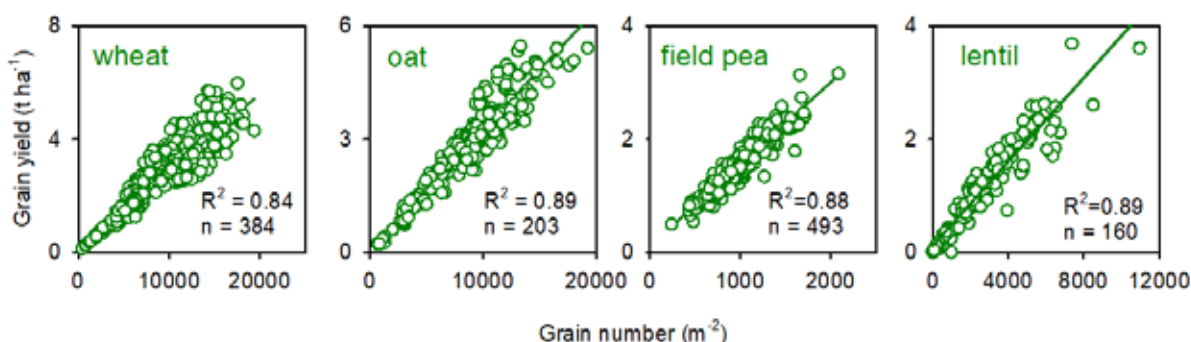 Grain yield (t ha⁻¹)
8
4
0
wheat
R² = 0.84
n = 384
0 10000 20000
6
3
0
oat
R² = 0.89
n = 203
0 10000 20000
4
2
0
field pea
R²=0.88
n = 493
0 1000 2000
4
2
0
lentil
R²=0.89
n = 160
0 4000 8000 12000
Grain number (m⁻²)